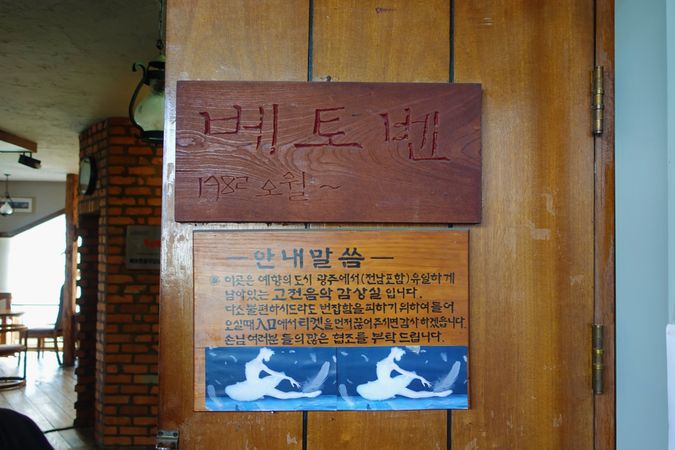 베토벤
1982 오월~
-안내말씀-
이곳은 예향의 도시 광주에서(전남포함) 유일하게
남아있는 고전음악 감상실 입니다.
다소 불편하시드라도 번잡함을 피하기 위하여 들어
오실때 入口에서 티켓을 먼저 끊어 주시면 감사 하겠읍니다.
손님 여러분 들의 많은 협조를 부탁 드립니다.